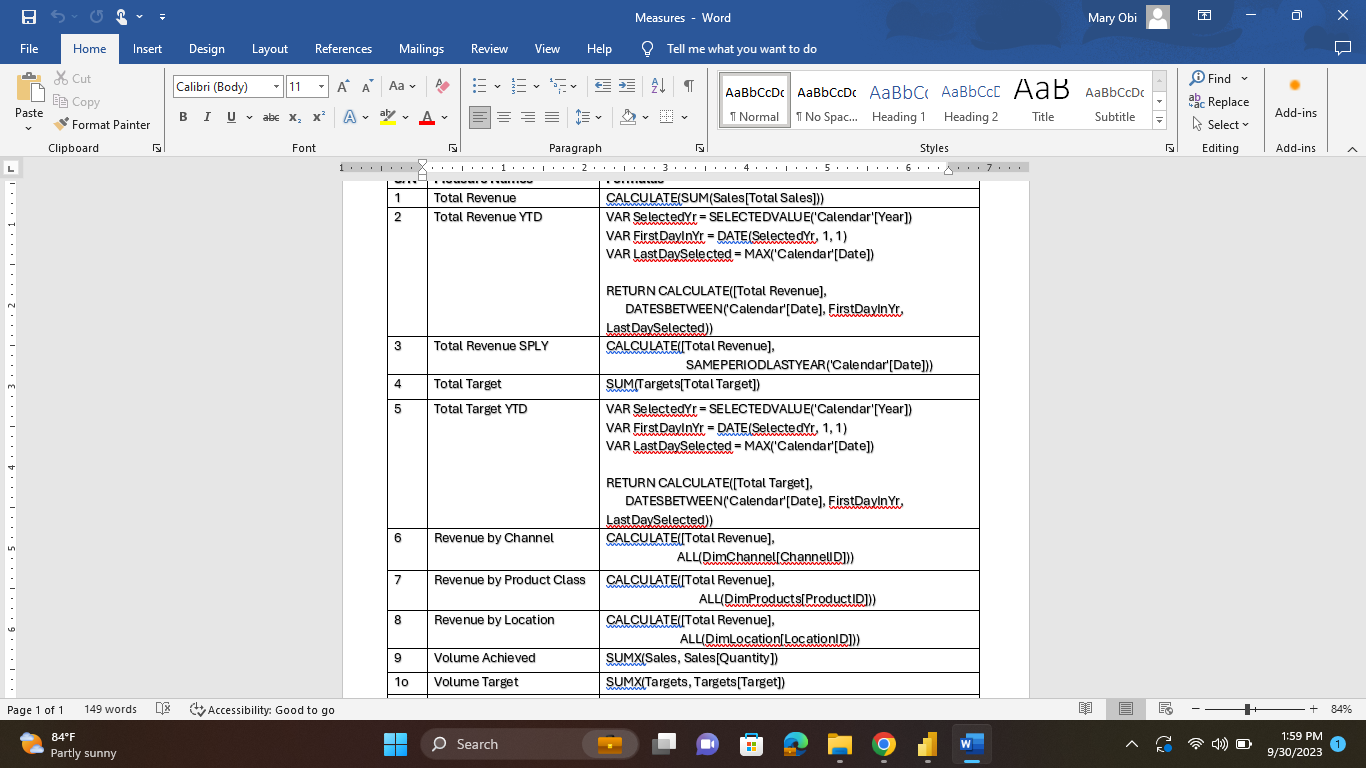 Measures - Word
Mary Obi
File Home Insert Design Layout References Mailings Review View Help Tell me what you want to do
Paste
Cut
Copy
Format Painter
Clipboard
Calibri (Body) 11
Font
Paragraph
AaBbCcDc AaBbCcDc AaBbCc AaBbCcD AaB AaBbCcDc
¶ Normal ¶ No Spac... Heading 1 Heading 2 Title Subtitle
Styles
Find
Replace
Select
Editing
Add-ins
Add-ins
1 1 2 3 4 5 6 7
Measure Names Formulas
1 Total Revenue CALCULATE(SUM(Sales[Total Sales]))
2 Total Revenue YTD VAR SelectedYr = SELECTEDVALUE('Calendar'[Year])
VAR FirstDayInYr = DATE(SelectedYr, 1, 1)
VAR LastDaySelected = MAX('Calendar'[Date])
RETURN CALCULATE([Total Revenue],
DATESBETWEEN('Calendar'[Date], FirstDayInYr,
LastDaySelected))
3 Total Revenue SPLY CALCULATE([Total Revenue],
SAMEPERIODLASTYEAR('Calendar'[Date]))
4 Total Target SUM(Targets[Total Target])
5 Total Target YTD VAR SelectedYr = SELECTEDVALUE('Calendar'[Year])
VAR FirstDayInYr = DATE(SelectedYr, 1, 1)
VAR LastDaySelected = MAX('Calendar'[Date])
RETURN CALCULATE([Total Target],
DATESBETWEEN('Calendar'[Date], FirstDayInYr,
LastDaySelected))
6 Revenue by Channel CALCULATE([Total Revenue],
ALL(DimChannel[ChannelID]))
7 Revenue by Product Class CALCULATE([Total Revenue],
ALL(DimProducts[ProductID]))
8 Revenue by Location CALCULATE([Total Revenue],
ALL(DimLocation[LocationID]))
9 Volume Achieved SUMX(Sales, Sales[Quantity])
1o Volume Target SUMX(Targets, Targets[Target])
Page 1 of 1 149 words Accessibility: Good to go 84%
84°F
Partly sunny
Search
1:59 PM
9/30/2023
1